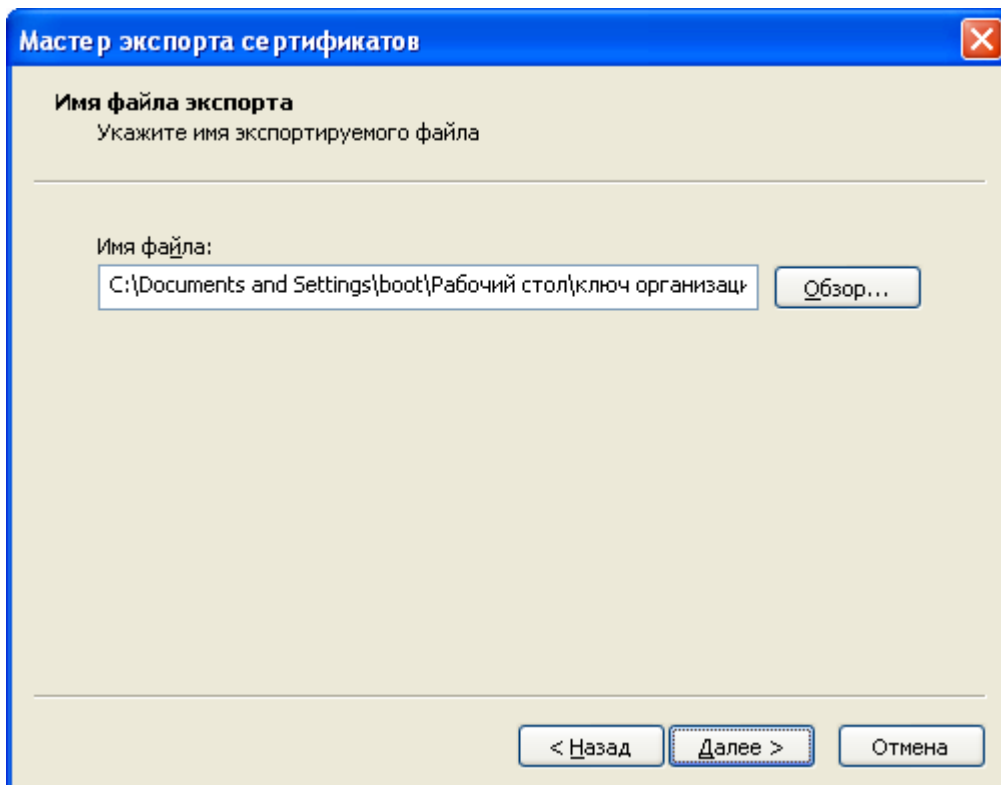 Мастер экспорта сертификатов
Имя файла экспорта
Укажите имя экспортируемого файла
Имя файла:
C:\Documents and Settings\boot\Рабочий стол\ключ
Обзор...
< Назад
Далее >
Отмена